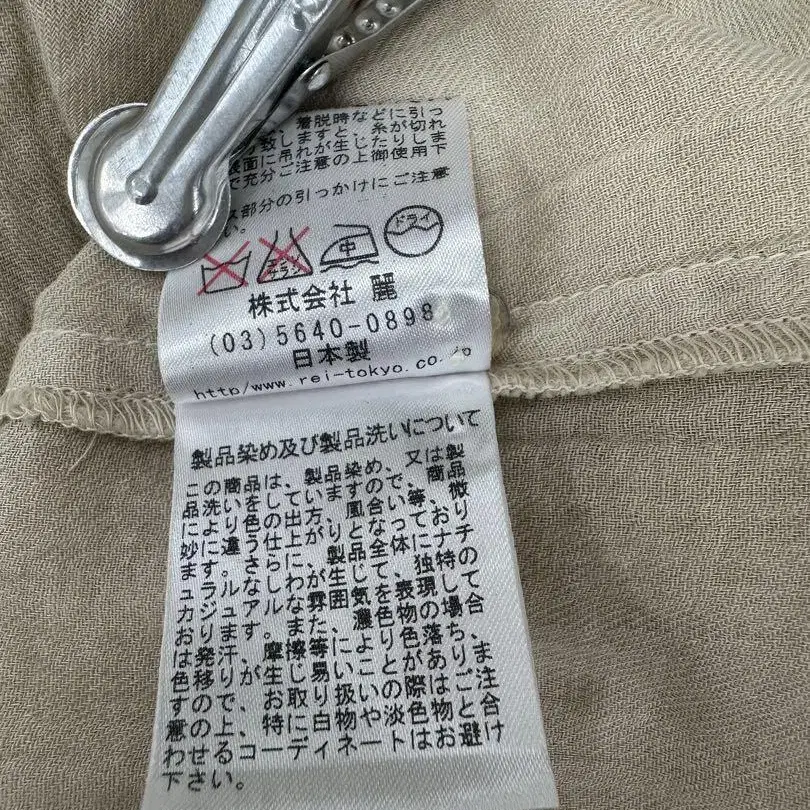 着脱時などに引っ
致しますと、糸が切れ
裏面に吊れが生じたりしま
で充分ご注意の上御使用下
ス部分の引っかけにご注意
い。
中 ドライ
株式会社 麗
(03)5640-0898
日本製
http/www.rei-tokyo.co.jp
製品染め及び製品洗いについて
この商品は、製品染め、又は製
品洗いをしていますので、商品
により色の出方、風合い等、微
妙に違う仕上がりとなっており
ます。さらに、製品全体にナチ
ュラルなしわが生じて独特の
カジュアルな雰囲気を表現して
おります。また、濃色物の場合
は発汗、摩擦等により色落ち、
色移りが生じ易いことがありま
すので、お取り扱いの際はご注
意の上、特に白物や淡色物と合
わせるコーディネートはお避け
下さい。